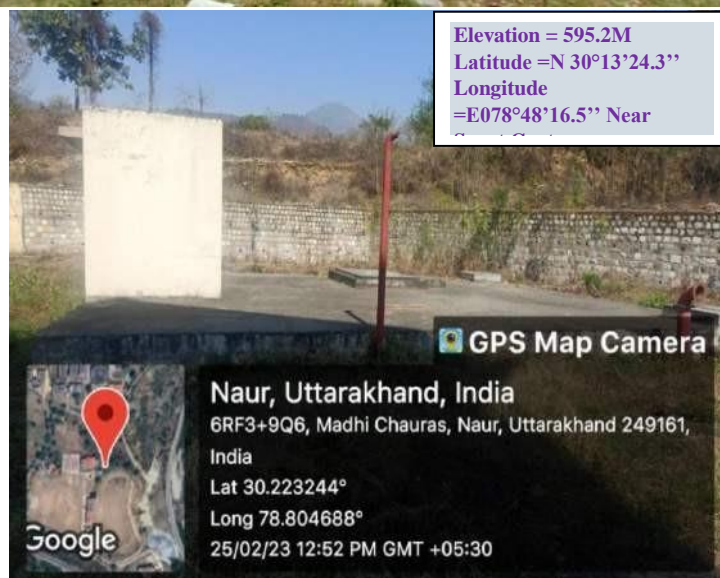 Elevation = 595.2M
Latitude =N 30°13’24.3’’
Longitude
=E078°48’16.5’’ Near
GPS Map Camera
Naur, Uttarakhand, India
6RF3+9Q6, Madhi Chauras, Naur, Uttarakhand 249161,
India
Lat 30.223244°
Long 78.804688°
25/02/23 12:52 PM GMT +05:30
Google